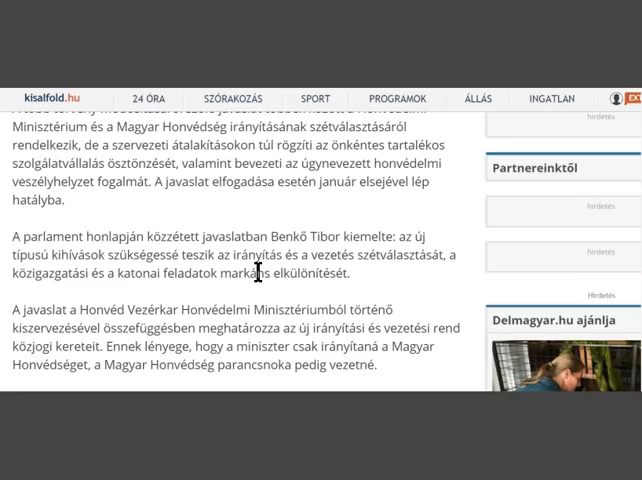 kisalfold.hu
24 ÓRA
SZÓRAKOZÁS
SPORT
PROGRAMOK
ÁLLÁS
INGATLAN
EXT
Minisztérium és a Magyar Honvédség irányításának szétválasztásáról
rendelkezik, de a szervezeti átalakításokon túl rögzíti az önkéntes tartalékos
szolgálatvállalás ösztönzését, valamint bevezeti az úgynevezett honvédelmi
veszélyhelyzet fogalmát. A javaslat elfogadása esetén január elsejével lép
hatályba.
A parlament honlapján közzétett javaslatban Benkő Tibor kiemelte: az új
típusú kihívások szükségessé teszik az irányítás és a vezetés szétválasztását, a
közigazgatási és a katonai feladatok markáns elkülönítését.
A javaslat a Honvéd Vezérkar Honvédelmi Minisztériumból történő
kiszervezésével összefüggésben meghatározza az új irányítási és vezetési rend
közjogi kereteit. Ennek lényege, hogy a miniszter csak irányítaná a Magyar
Honvédséget, a Magyar Honvédség parancsnoka pedig vezetné.
hirdetés
Partnereinktől
hirdetés
hirdetés
Hirdetés
Delmagyar.hu ajánlja